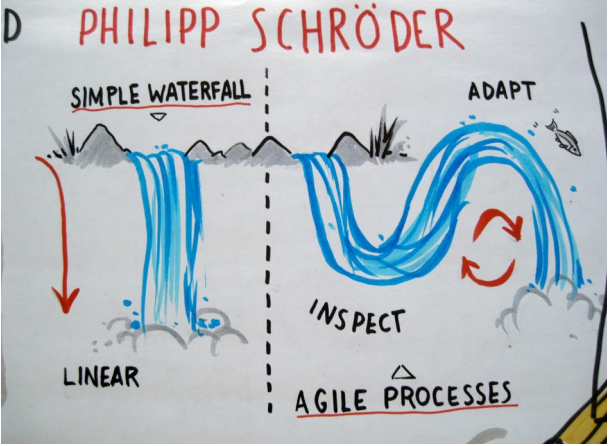 D PHILIPP SCHRÖDER
SIMPLE WATERFALL
LINEAR
ADAPT
INSPECT
AGILE PROCESSES